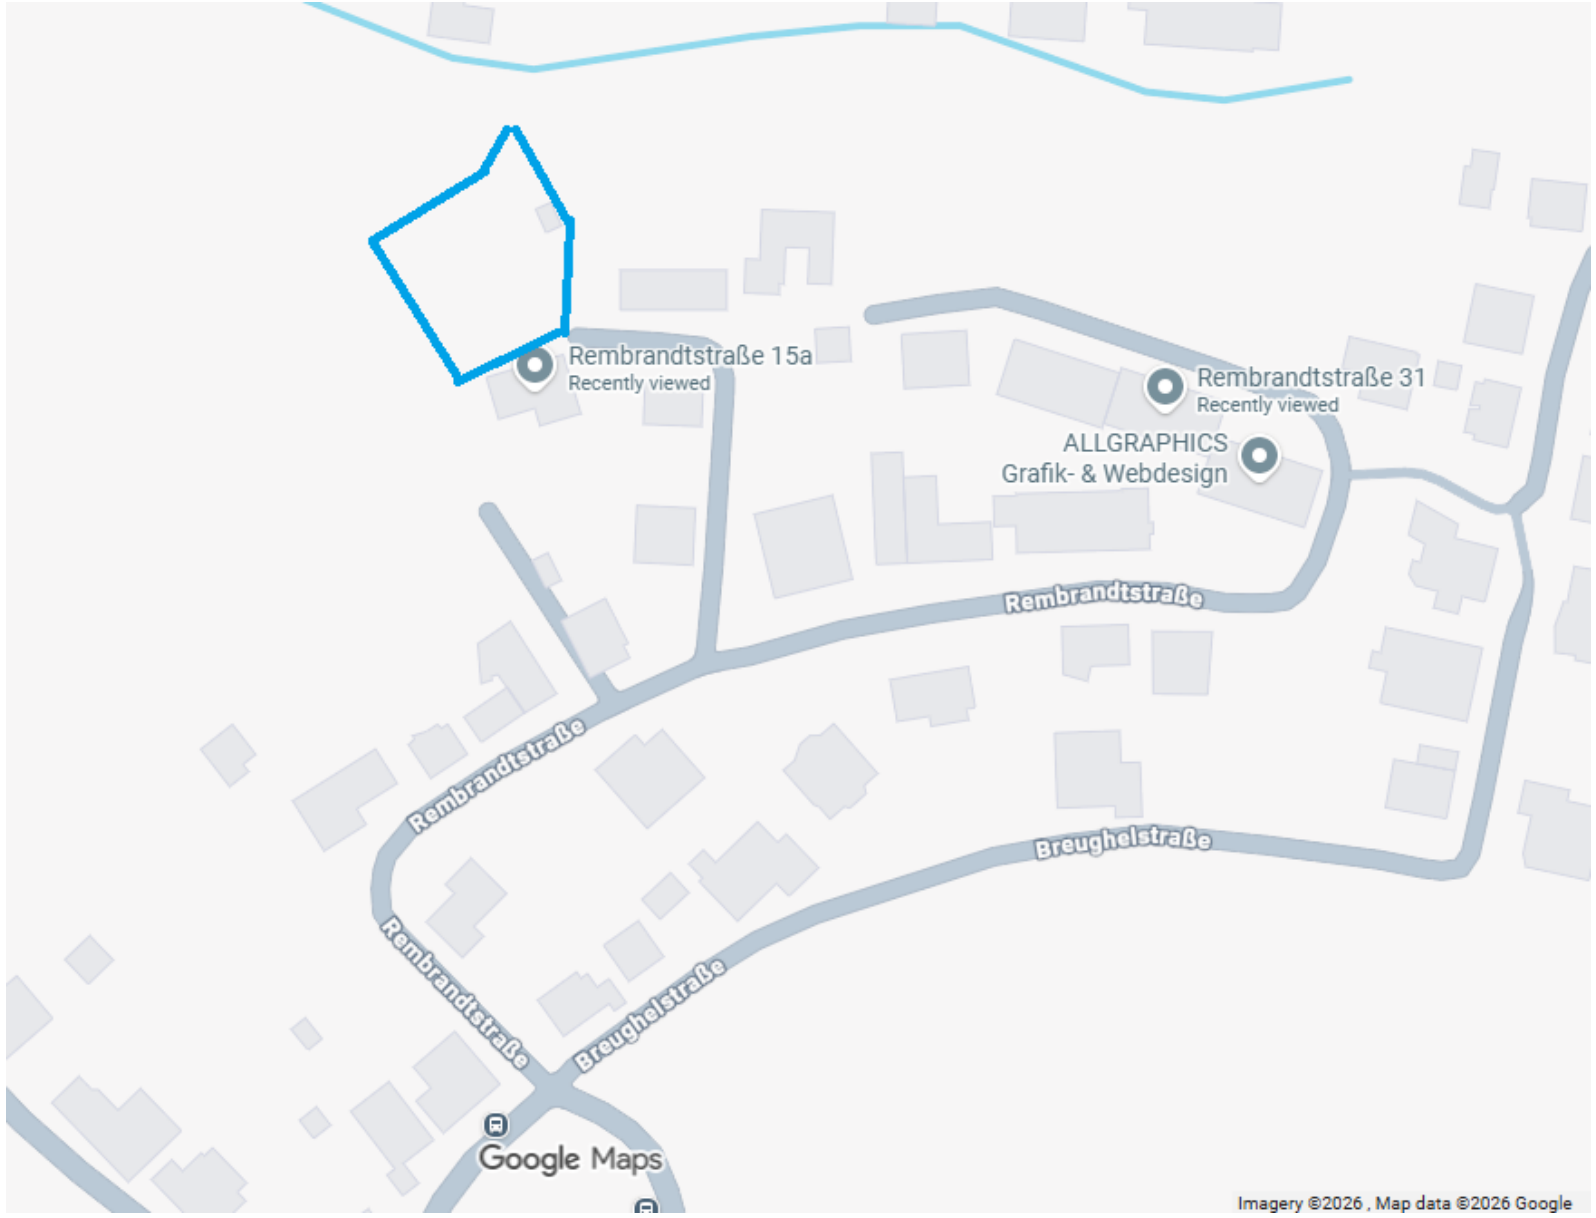 Rembrandtstraße 15a
Recently viewed
Rembrandtstraße 31
Recently viewed
ALLGRAPHICS
Grafik- & Webdesign
Rembrandtstraße
Rembrandtstraße
Breughelstraße
Rembrandtstraße
Breughelstraße
Google Maps
Imagery ©2026 , Map data ©2026 Google